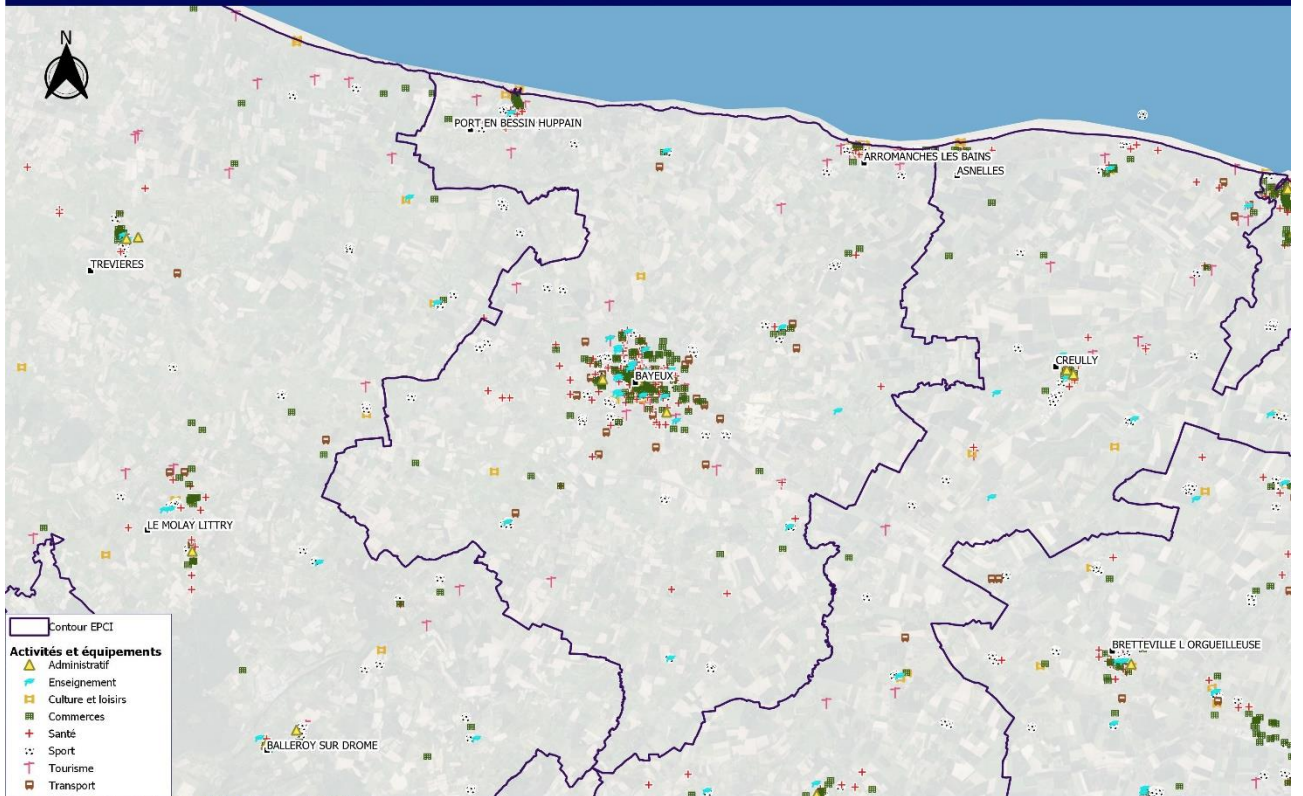 N
PORT EN BESSIN HUPPAIN
ARROMANCHES LES BAINS
ASNELLES
TREVIERES
BAYEUX
CREULLY
LE MOLAY LITTRY
BRETTEVILLE L ORGUEILLEUSE
BALLEROY SUR DROME
Contour EPCI
Activités et équipements
Administratif
Enseignement
Culture et loisirs
Commerces
Santé
Sport
Tourisme
Transport